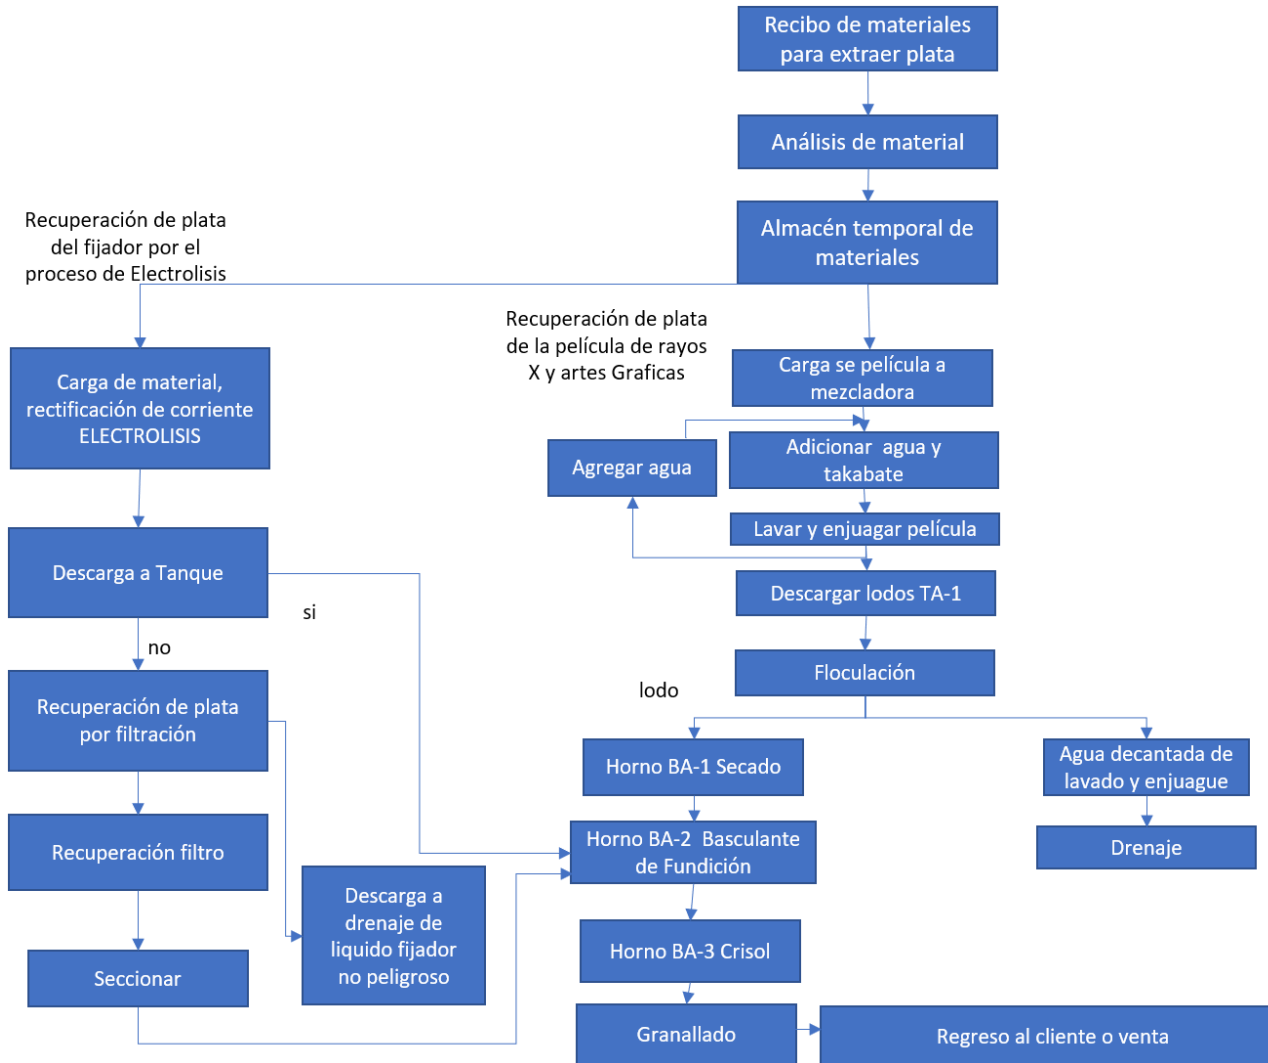 Recibo de materiales
para extraer plata
Análisis de material
Almacén temporal de
materiales
Recuperación de plata
del fijador por el
proceso de Electrolisis
Carga de material,
rectificación de corriente
ELECTROLISIS
Descarga a Tanque
si
no
Recuperación de plata
por filtración
Recuperación filtro
Seccionar
Descarga a
drenaje de
liquido fijador
no peligroso
Recuperación de plata
de la película de rayos
X y artes Graficas
Carga se película a
mezcladora
Adicionar agua y
takabate
Agregar agua
Lavar y enjuagar película
Descargar lodos TA-1
Floculación
lodo
Horno BA-1 Secado
Agua decantada de
lavado y enjuague
Drenaje
Horno BA-2 Basculante
de Fundición
Horno BA-3 Crisol
Granallado
Regreso al cliente o venta